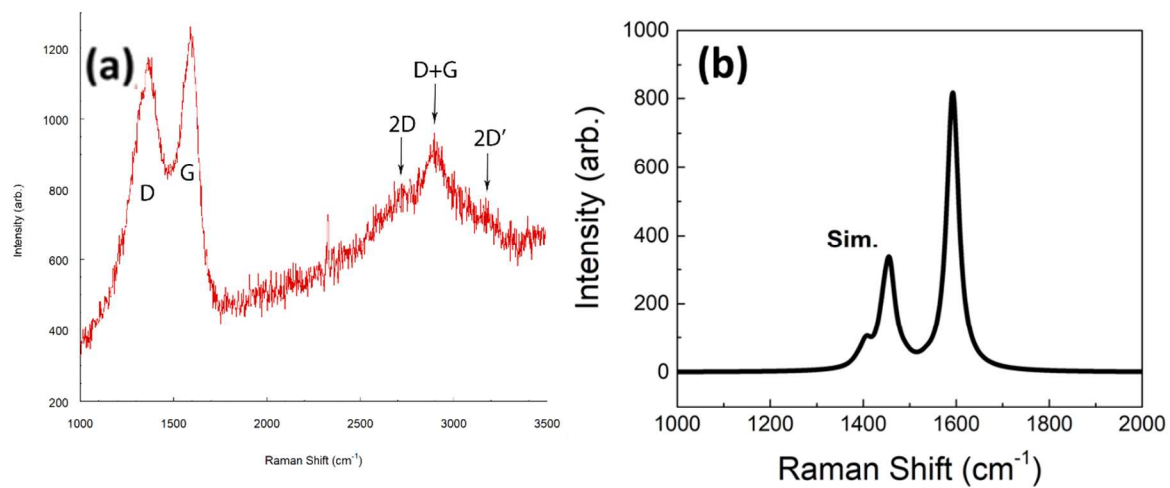 (a)
1200
1000
800
600
400
200
Intensity (arb.)
D
G
2D
D+G
2D′
1000 1500 2000 2500 3000 3500
Raman Shift (cm⁻¹)
(b)
1000
800
600
400
200
0
Intensity (arb.)
Sim.
1000 1200 1400 1600 1800 2000
Raman Shift (cm⁻¹)